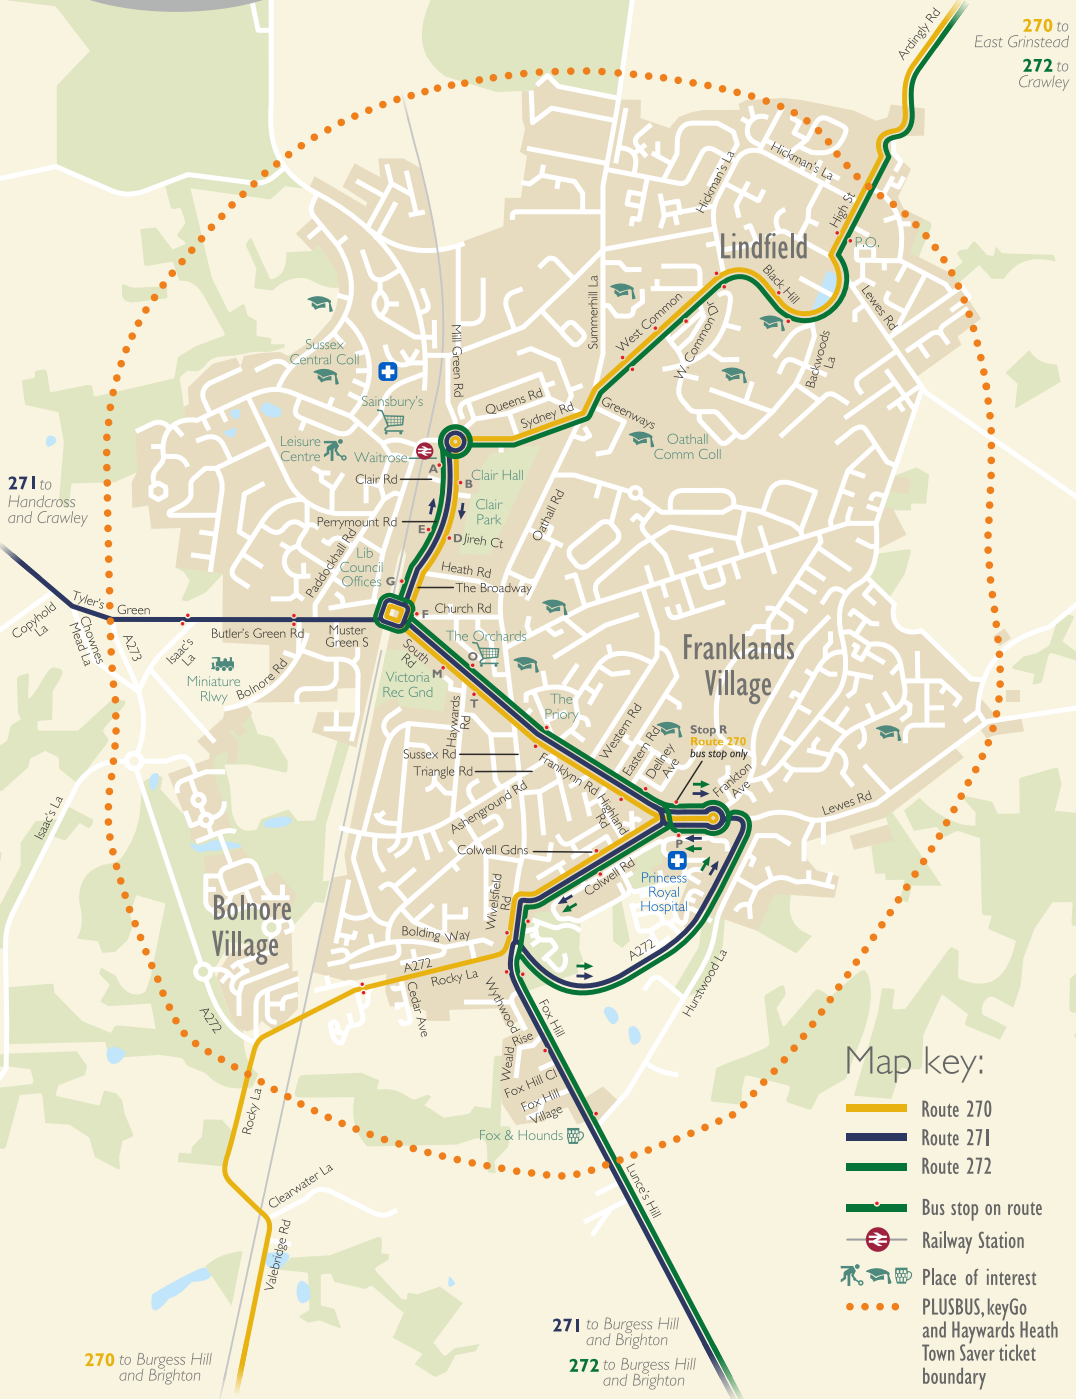 Ardingly Rd
270 to
East Grinstead
272 to
Crawley
Hickman's La
Hickman's La
High St
P.O.
Lindfield
Black Hill
Lewes Rd
Summerhill La
West Common
W. Common Dr
Backwoods
La
Sussex
Central Coll
Mill Green Rd
Sainsbury's
Queens Rd
Sydney Rd
Greenways
Oathall
Comm Coll
Leisure
Centre
Waitrose
A
Clair Rd
B
Clair Hall
Clair
Park
271 to
Handcross
and Crawley
Perrymount Rd
E
D
Jireh Ct
Oathall Rd
Paddockhall Rd
Lib
Council
Offices
G
Heath Rd
The Broadway
F
Church Rd
Copyhold
La
Tyler's
Green
Chownes
Mead La
A273
Isaac's
La
Butler's Green Rd
Muster
Green S
South
Rd
The Orchards
O
M
Victoria
Rec Gnd
T
Miniature
Rlwy
Bolnore Rd
Franklands
Village
The
Priory
Haywards
Rd
Western Rd
Eastern Rd
Dellney
Ave
Stop R
Route 270
bus stop only
Frankton
Ave
Sussex Rd
Triangle Rd
Franklynn Rd
Highland
Rd
Lewes Rd
Ashenground Rd
Isaac's La
Colwell Gdns
Colwell Rd
P
Princess
Royal
Hospital
Bolnore
Village
Wivelsfield
Rd
Bolding Way
A272
A272
Rocky La
Cedar Ave
A272
Hurstwood La
Wychwood
Rise
Fox Hill
Weald
Fox Hill Cl
Fox Hill
Village
Fox & Hounds
Rocky La
Clearwater La
Valebridge Rd
Lunce's Hill
270 to Burgess Hill
and Brighton
271 to Burgess Hill
and Brighton
272 to Burgess Hill
and Brighton
Map key:
Route 270
Route 271
Route 272
Bus stop on route
Railway Station
Place of interest
PLUSBUS, keyGo
and Haywards Heath
Town Saver ticket
boundary